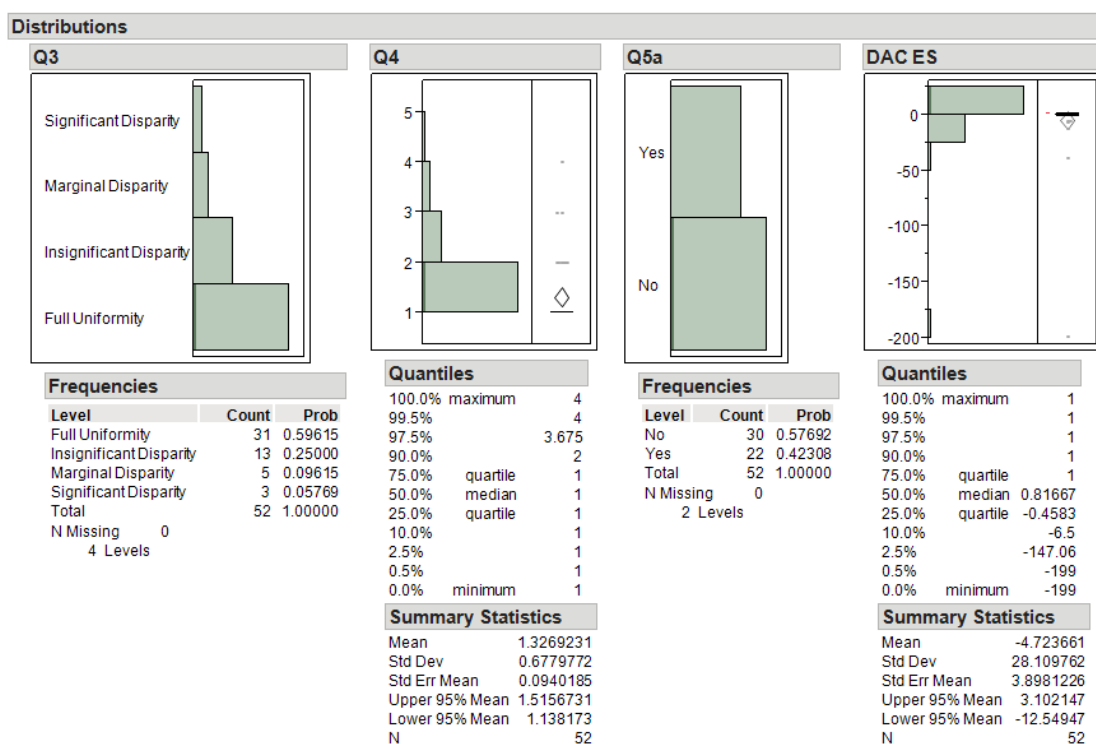 Distributions
Q3
Significant Disparity
Marginal Disparity
Insignificant Disparity
Full Uniformity
Frequencies
Level Count Prob
Full Uniformity 31 0.59615
Insignificant Disparity 13 0.25000
Marginal Disparity 5 0.09615
Significant Disparity 3 0.05769
Total 52 1.00000
N Missing 0
4 Levels
Q4
5
4
3
2
1
Quantiles
100.0% maximum 4
99.5% 4
97.5% 3.675
90.0% 2
75.0% quartile 1
50.0% median 1
25.0% quartile 1
10.0% 1
2.5% 1
0.5% 1
0.0% minimum 1
Summary Statistics
Mean 1.3269231
Std Dev 0.6779772
Std Err Mean 0.0940185
Upper 95% Mean 1.5156731
Lower 95% Mean 1.138173
N 52
Q5a
Yes
No
Frequencies
Level Count Prob
No 30 0.57692
Yes 22 0.42308
Total 52 1.00000
N Missing 0
2 Levels
DAC ES
0
-50
-100
-150
-200
Quantiles
100.0% maximum 1
99.5% 1
97.5% 1
90.0% 1
75.0% quartile 1
50.0% median 0.81667
25.0% quartile -0.4583
10.0% -6.5
2.5% -147.06
0.5% -199
0.0% minimum -199
Summary Statistics
Mean -4.723661
Std Dev 28.109762
Std Err Mean 3.8981226
Upper 95% Mean 3.102147
Lower 95% Mean -12.54947
N 52